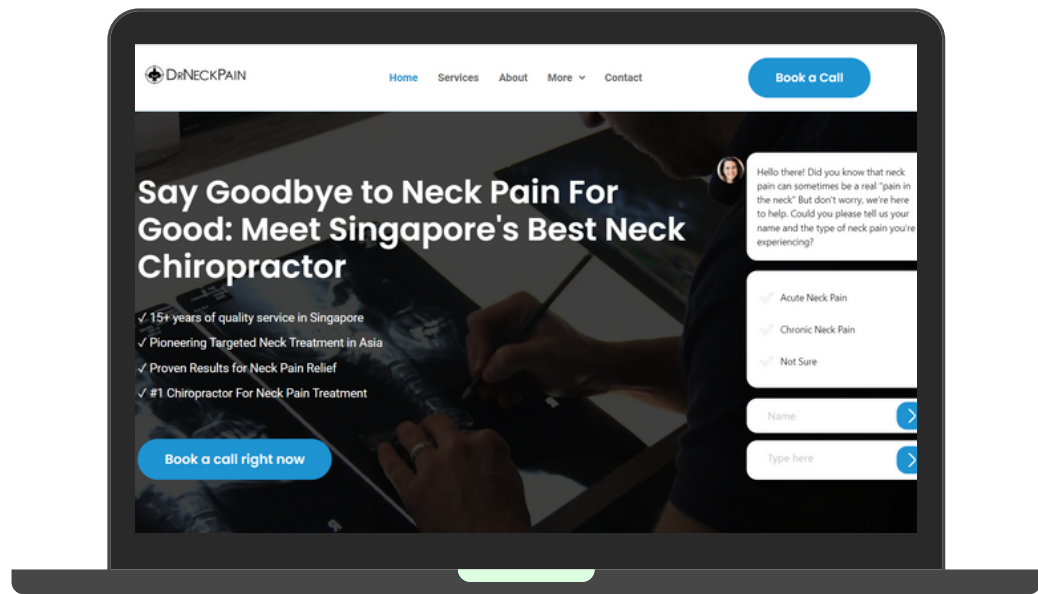 DRNECKPAIN
Home
Services
About
More
Contact
Book a Call
Say Goodbye to Neck Pain For
Good: Meet Singapore's Best Neck
Chiropractor
✓ 15+ years of quality service in Singapore
✓ Pioneering Targeted Neck Treatment in Asia
✓ Proven Results for Neck Pain Relief
✓ #1 Chiropractor For Neck Pain Treatment
Book a call right now
Hello there! Did you know that neck
pain can sometimes be a real "pain in
the neck" But don't worry, we're here
to help. Could you please tell us your
name and the type of neck pain you're
experiencing?
Acute Neck Pain
Chronic Neck Pain
Not Sure
Name
Type here